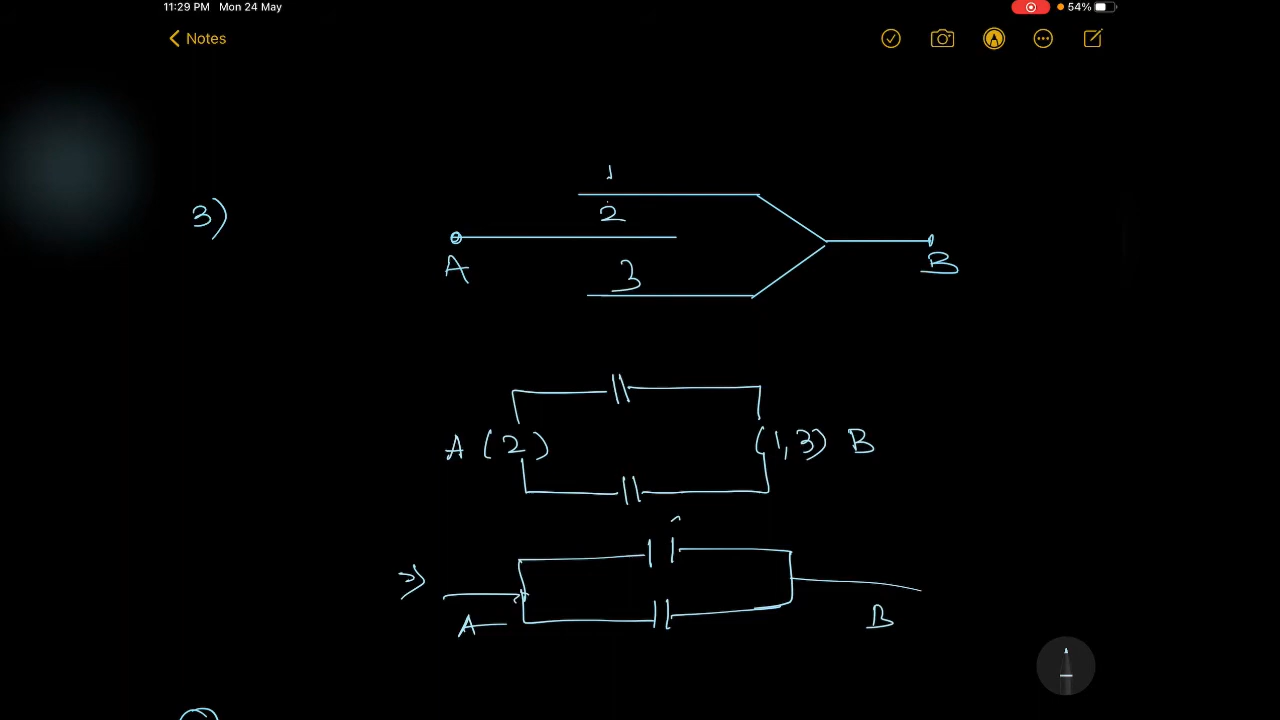 11:29 PM Mon 24 May 54%
Notes
1
3) 2
A 3 B
A (2) (1,3) B
⇒
A B